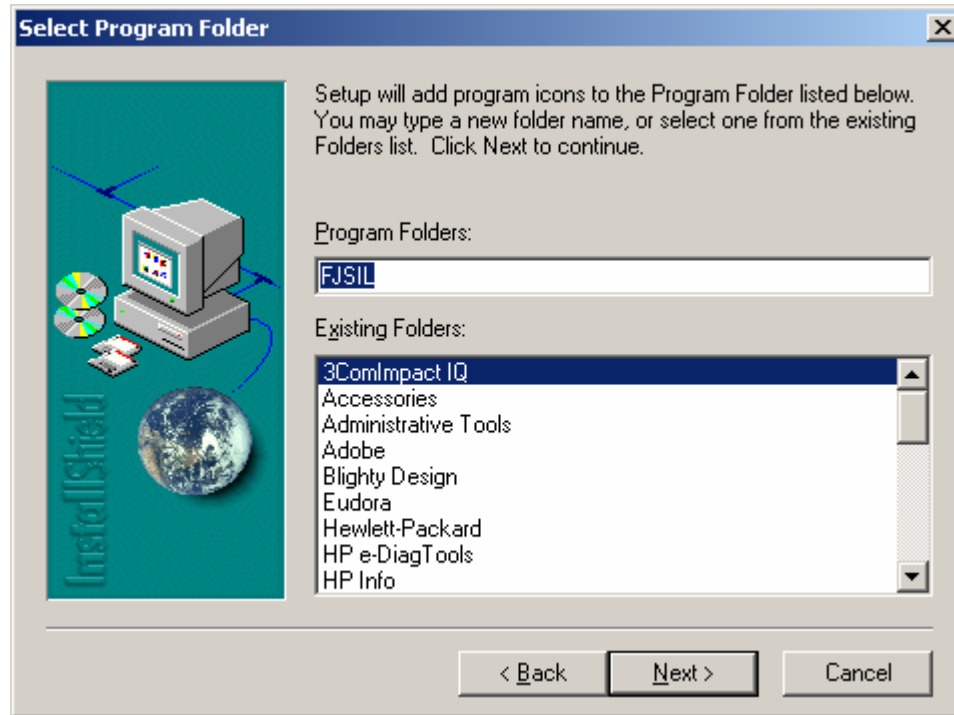 Select Program Folder
Setup will add program icons to the Program Folder listed below.
You may type a new folder name, or select one from the existing
Folders list.  Click Next to continue.
Program Folders:
FJSIL
Existing Folders:
3ComImpact IQ
Accessories
Administrative Tools
Adobe
Blighty Design
Eudora
Hewlett-Packard
HP e-DiagTools
HP Info
InstallShield
< Back
Next >
Cancel